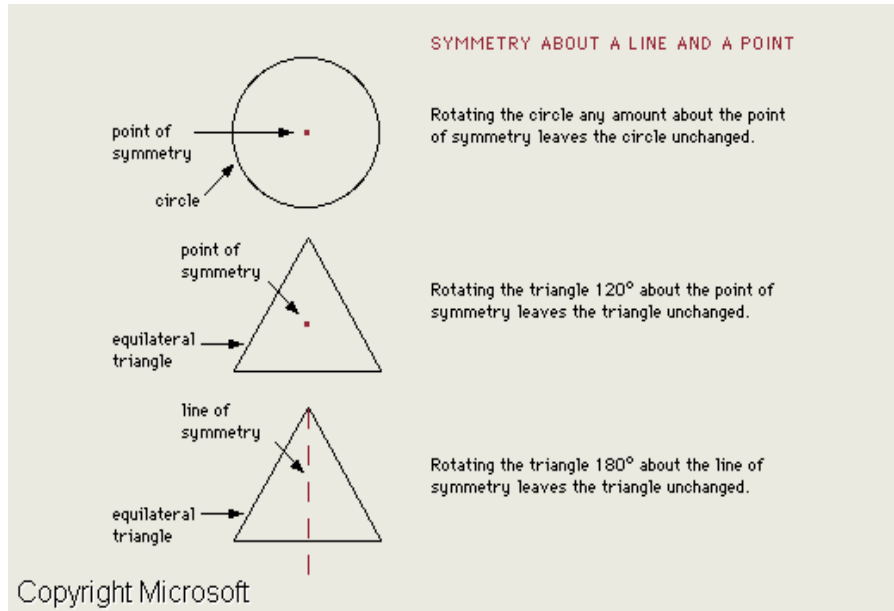 SYMMETRY ABOUT A LINE AND A POINT
point of
symmetry
circle
Rotating the circle any amount about the point
of symmetry leaves the circle unchanged.
point of
symmetry
equilateral
triangle
Rotating the triangle 120° about the point of
symmetry leaves the triangle unchanged.
line of
symmetry
equilateral
triangle
Rotating the triangle 180° about the line of
symmetry leaves the triangle unchanged.
Copyright Microsoft